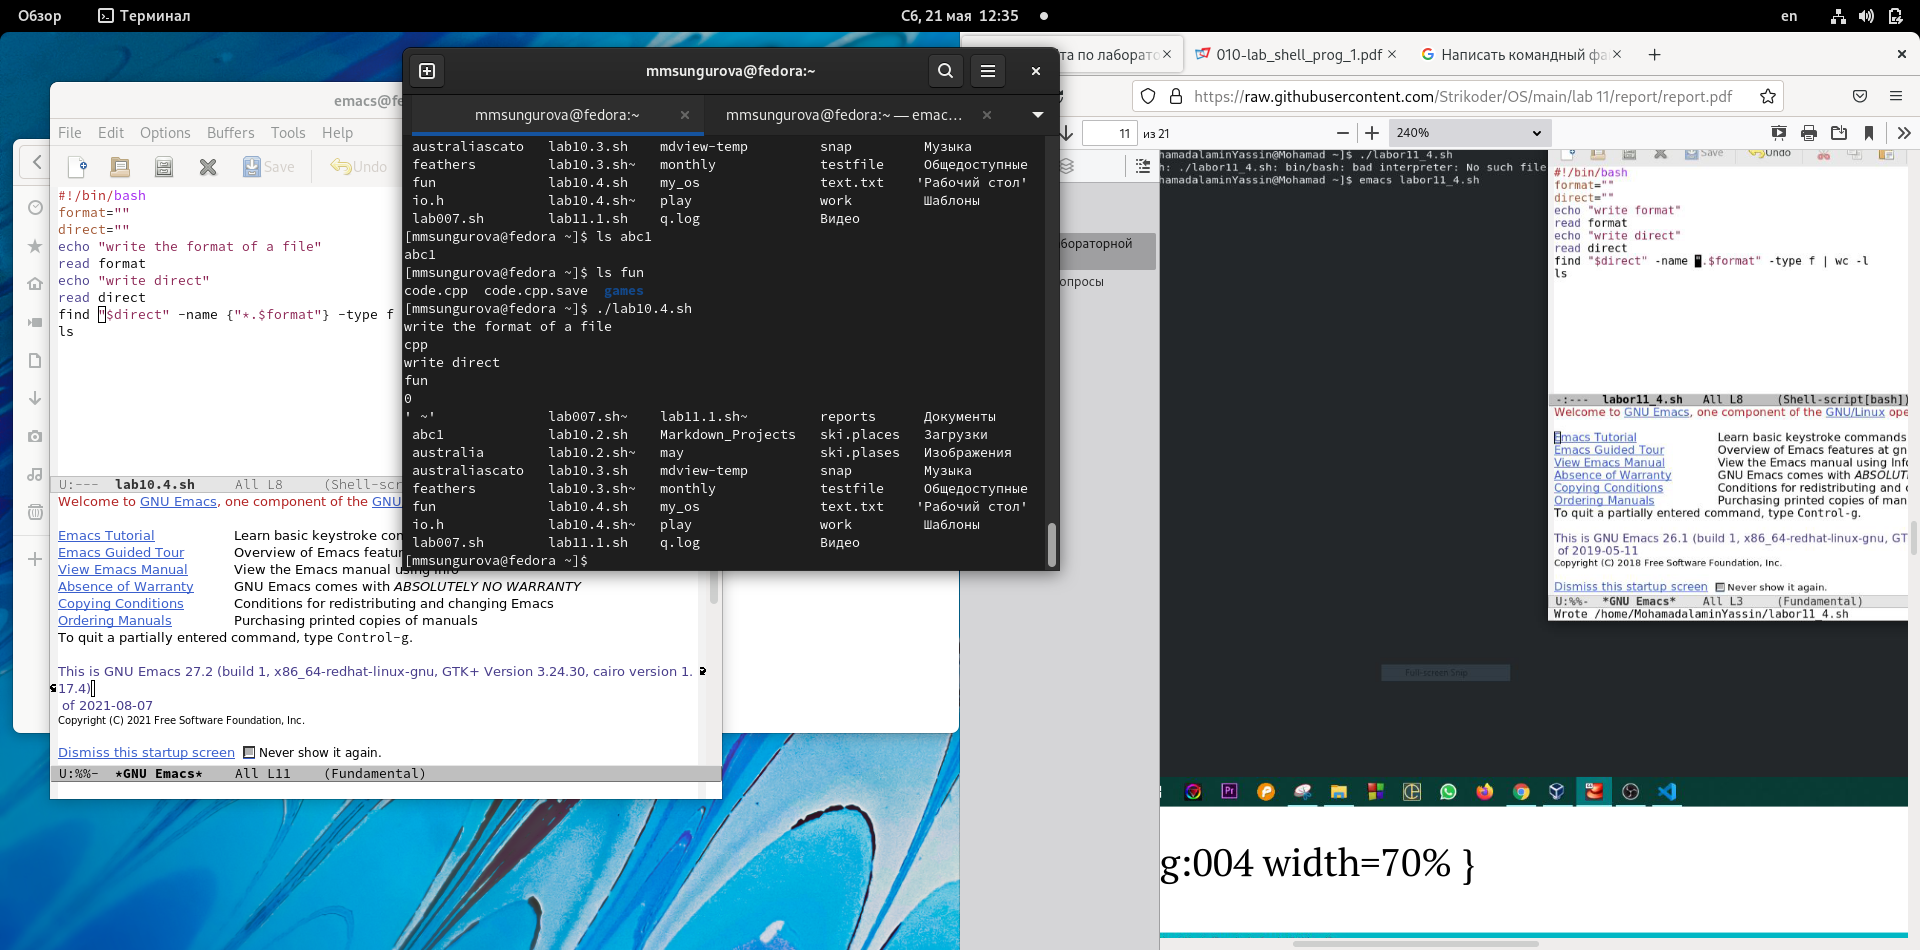 Обзор
Терминал
Сб, 21 мая 12:35
en
emacs@fe
File Edit Options Buffers Tools Help
Save Undo
#!/bin/bash
format=""
direct=""
echo "write the format of a file"
read format
echo "write direct"
read direct
find "$direct" -name {"*.$format"} -type f
ls
U:--- lab10.4.sh All L8 (Shell-scr
Welcome to GNU Emacs, one component of the GNU
Emacs Tutorial Learn basic keystroke con
Emacs Guided Tour Overview of Emacs featur
View Emacs Manual View the Emacs manual using Info
Absence of Warranty GNU Emacs comes with ABSOLUTELY NO WARRANTY
Copying Conditions Conditions for redistributing and changing Emacs
Ordering Manuals Purchasing printed copies of manuals
To quit a partially entered command, type Control-g.
This is GNU Emacs 27.2 (build 1, x86_64-redhat-linux-gnu, GTK+ Version 3.24.30, cairo version 1.
17.4)
of 2021-08-07
Copyright (C) 2021 Free Software Foundation, Inc.
Dismiss this startup screen Never show it again.
U:%%- *GNU Emacs* All L11 (Fundamental)
mmsungurova@fedora:~
mmsungurova@fedora:~
mmsungurova@fedora:~ — emac…
australiascato lab10.3.sh mdview-temp snap Музыка
feathers lab10.3.sh~ monthly testfile Общедоступные
fun lab10.4.sh my_os text.txt 'Рабочий стол'
io.h lab10.4.sh~ play work Шаблоны
lab007.sh lab11.1.sh q.log Видео
[mmsungurova@fedora ~]$ ls abc1
abc1
[mmsungurova@fedora ~]$ ls fun
code.cpp code.cpp.save games
[mmsungurova@fedora ~]$ ./lab10.4.sh
write the format of a file
cpp
write direct
fun
0
' ~' lab007.sh~ lab11.1.sh~ reports Документы
abc1 lab10.2.sh Markdown_Projects ski.places Загрузки
australia lab10.2.sh~ may ski.plases Изображения
australiascato lab10.3.sh mdview-temp snap Музыка
feathers lab10.3.sh~ monthly testfile Общедоступные
fun lab10.4.sh my_os text.txt 'Рабочий стол'
io.h lab10.4.sh~ play work Шаблоны
lab007.sh lab11.1.sh q.log Видео
[mmsungurova@fedora ~]$
та по лаборато
010-lab_shell_prog_1.pdf
Написать командный фа
https://raw.githubusercontent.com/Strikoder/OS/main/lab 11/report/report.pdf
11 из 21
240%
бораторной
опросы
hamadalaminYassin@Mohamad ~]$ ./labor11_4.sh
h: ./labor11_4.sh: bin/bash: bad interpreter: No such file
hamadalaminYassin@Mohamad ~]$ emacs labor11_4.sh
Save Undo
#!/bin/bash
format=""
direct=""
echo "write format"
read format
echo "write direct"
read direct
find "$direct" -name ".$format" -type f | wc -l
ls
-:--- labor11_4.sh All L8 (Shell-script[bash])
Welcome to GNU Emacs, one component of the GNU/Linux ope
Emacs Tutorial Learn basic keystroke commands
Emacs Guided Tour Overview of Emacs features at gn
View Emacs Manual View the Emacs manual using Info
Absence of Warranty GNU Emacs comes with ABSOLUT
Copying Conditions Conditions for redistributing and c
Ordering Manuals Purchasing printed copies of man
To quit a partially entered command, type Control-g.
This is GNU Emacs 26.1 (build 1, x86_64-redhat-linux-gnu, GT
of 2019-05-11
Copyright (C) 2018 Free Software Foundation, Inc.
Dismiss this startup screen Never show it again.
U:%%- *GNU Emacs* All L3 (Fundamental)
Wrote /home/MohamadalaminYassin/labor11_4.sh
Full-screen Snip
Pr
g:004 width=70% }